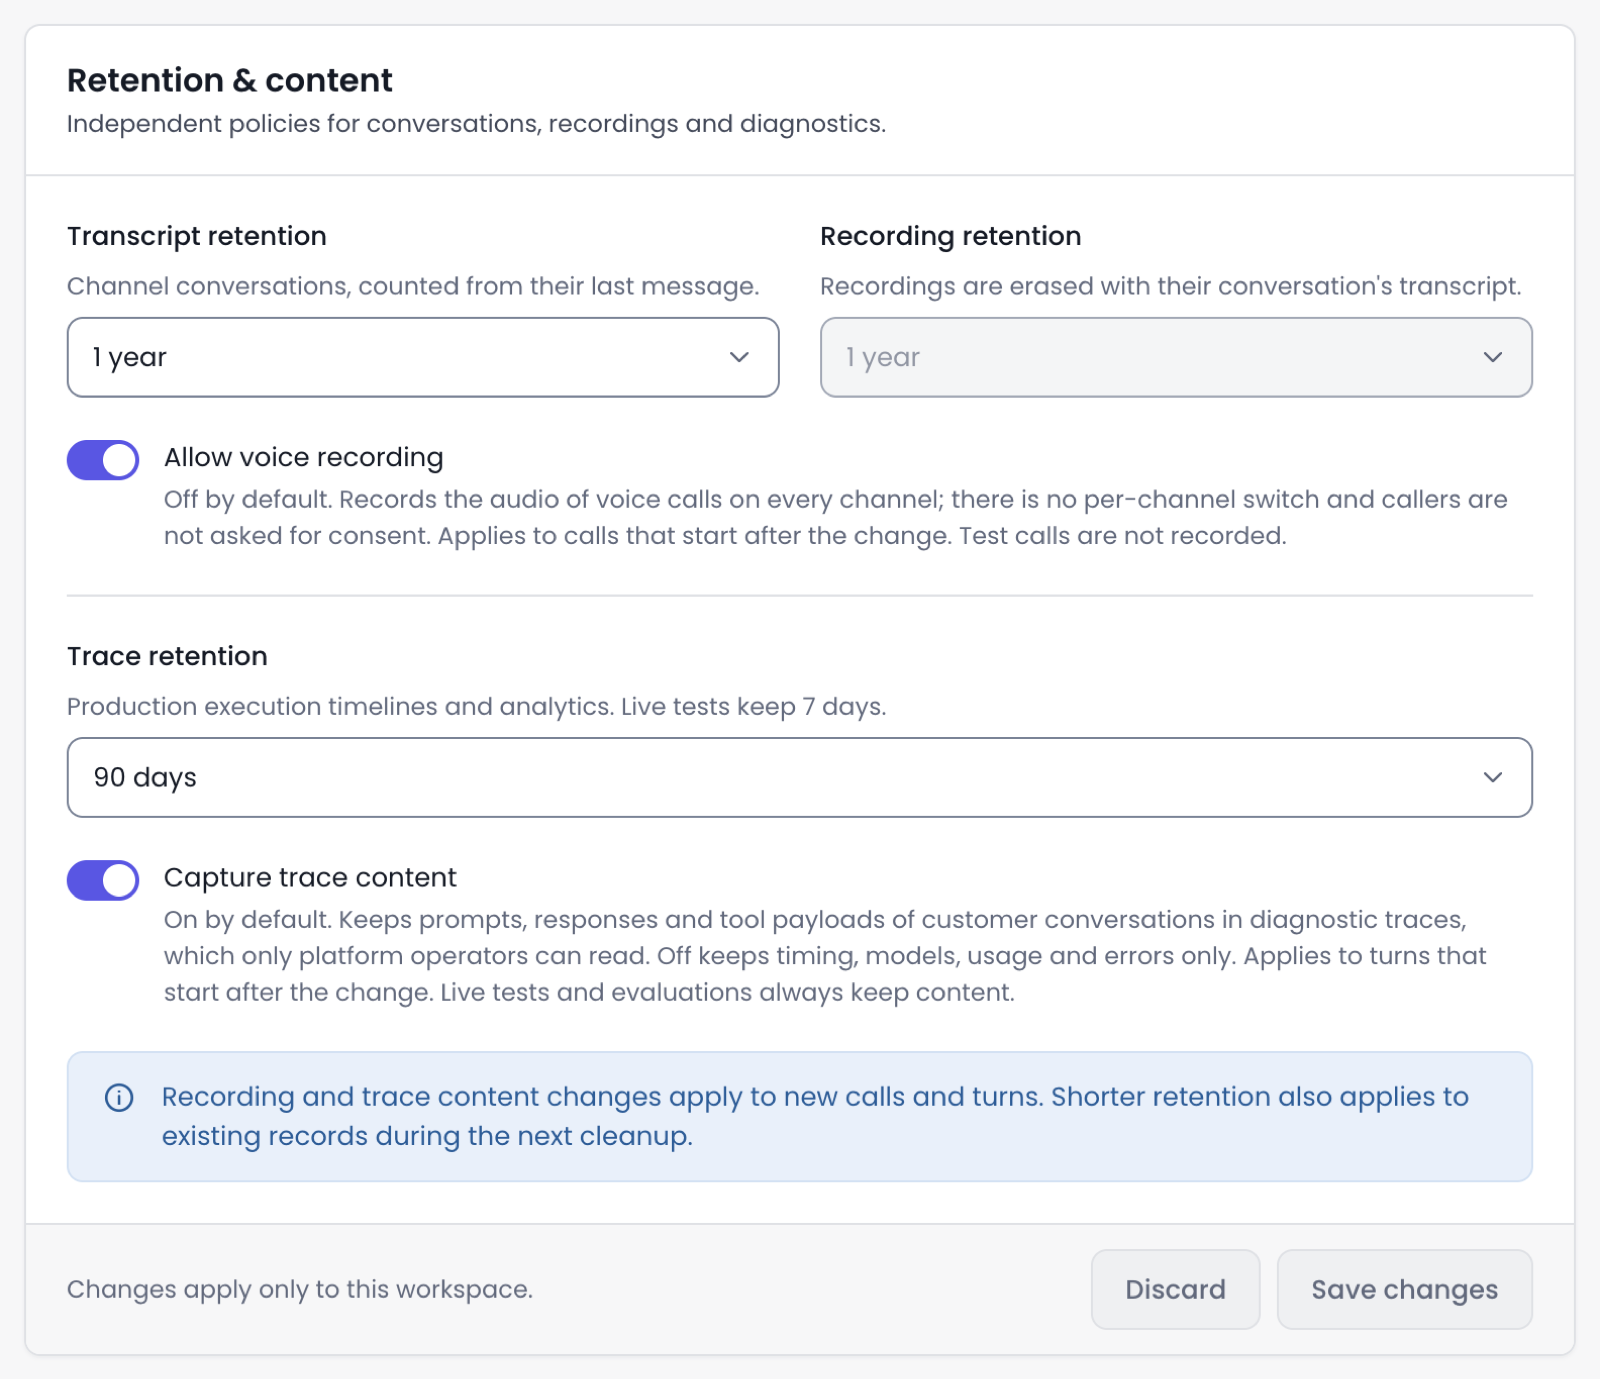 Retention & content
Independent policies for conversations, recordings and diagnostics.
Transcript retention
Channel conversations, counted from their last message.
1 year
Recording retention
Recordings are erased with their conversation's transcript.
1 year
Allow voice recording
Off by default. Records the audio of voice calls on every channel; there is no per-channel switch and callers are
not asked for consent. Applies to calls that start after the change. Test calls are not recorded.
Trace retention
Production execution timelines and analytics. Live tests keep 7 days.
90 days
Capture trace content
On by default. Keeps prompts, responses and tool payloads of customer conversations in diagnostic traces,
which only platform operators can read. Off keeps timing, models, usage and errors only. Applies to turns that
start after the change. Live tests and evaluations always keep content.
Recording and trace content changes apply to new calls and turns. Shorter retention also applies to
existing records during the next cleanup.
Changes apply only to this workspace.
Discard
Save changes